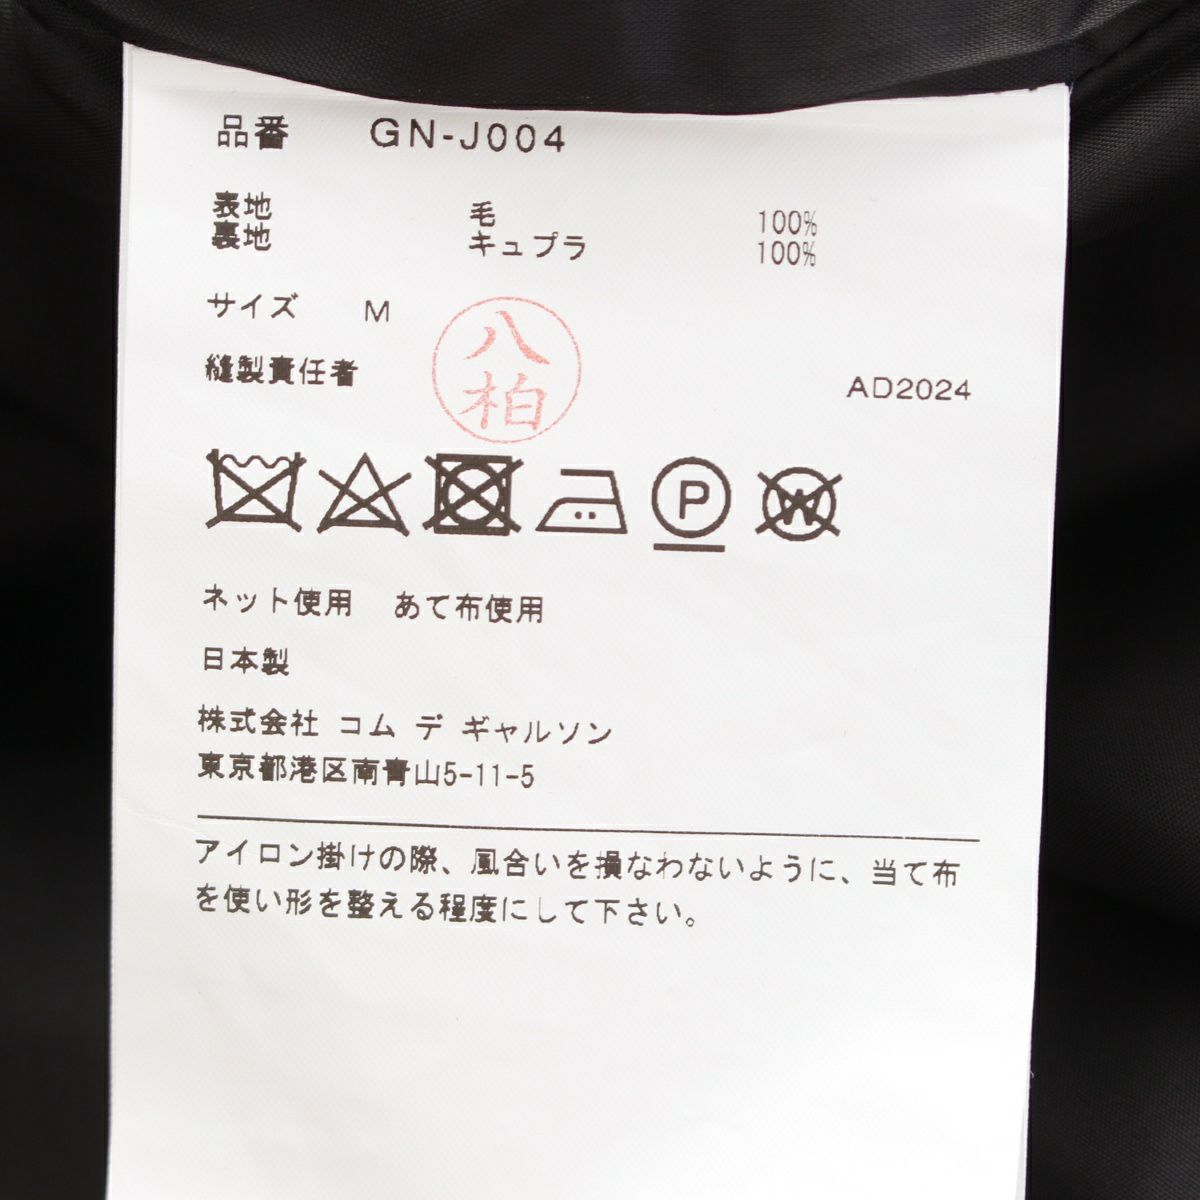 品番 GN-J004
表地 毛 100%
裏地 キュプラ 100%
サイズ M
八柏
縫製責任者
AD2024
P W
ネット使用 あて布使用
日本製
株式会社 コム デ ギャルソン
東京都港区南青山5-11-5
アイロン掛けの際、風合いを損なわないように、当て布
を使い形を整える程度にして下さい。